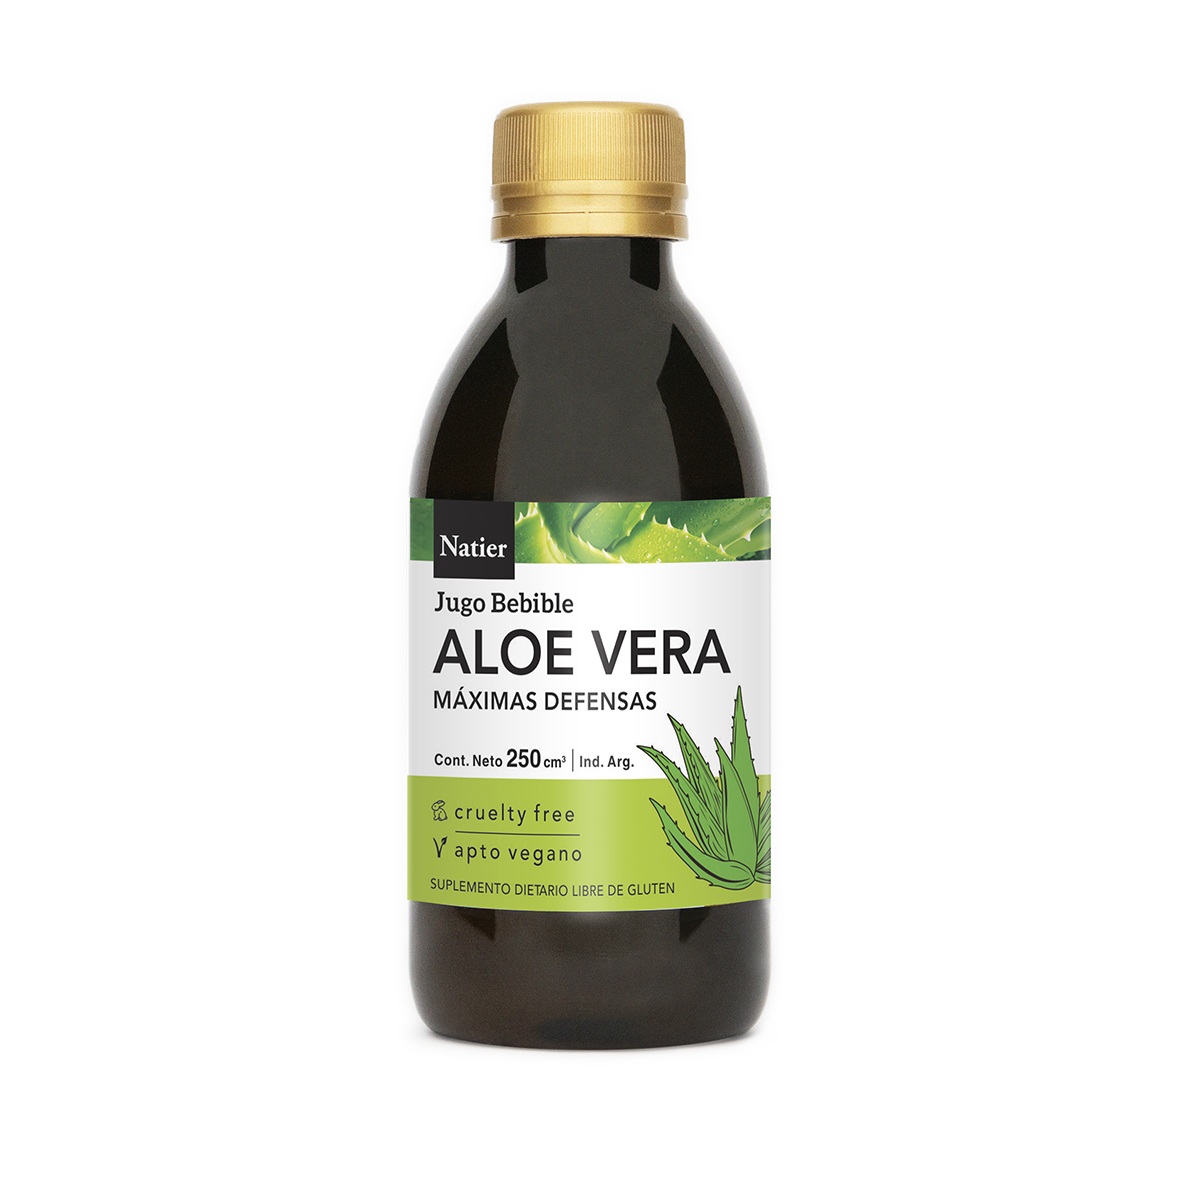 Natier
Jugo Bebible
ALOE VERA
MÁXIMAS DEFENSAS
Cont. Neto 250 cm³ | Ind. Arg.
cruelty free
apto vegano
SUPLEMENTO DIETARIO LIBRE DE GLUTEN